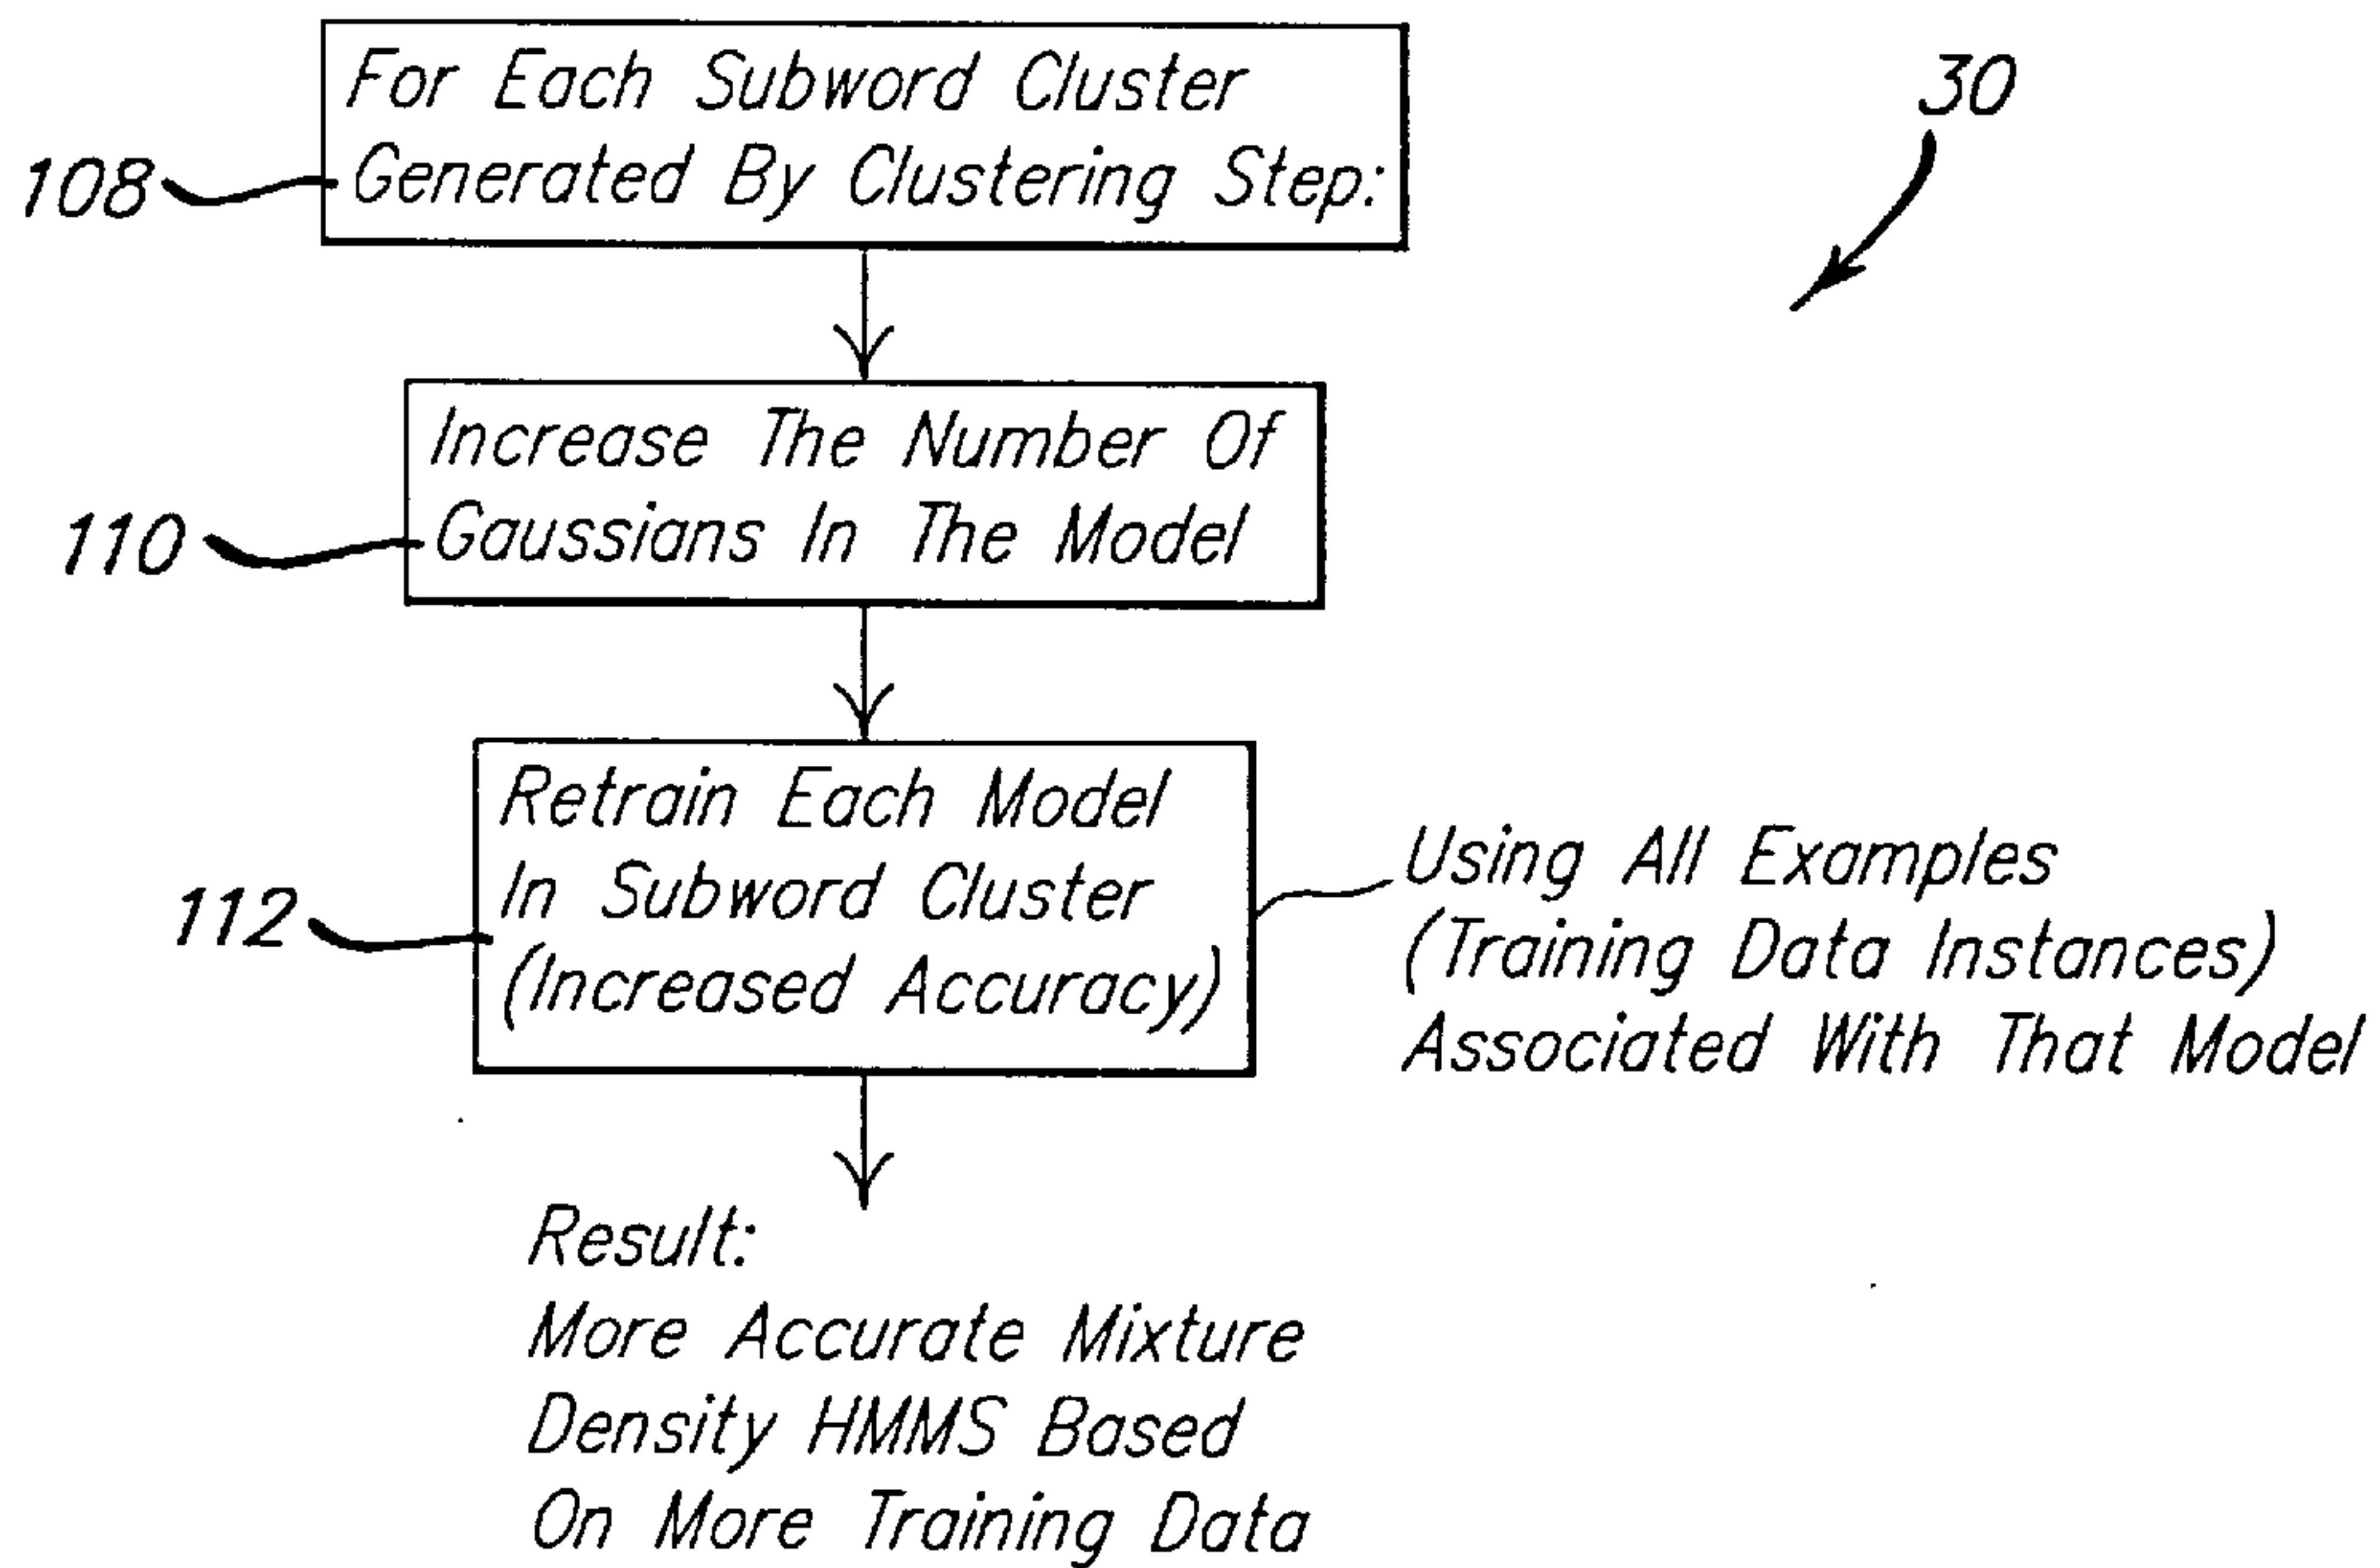 For Each Subword Cluster
Generated By Clustering Step:
30
108
Increase The Number Of
Gaussians In The Model
110
Retrain Each Model
In Subword Cluster
(Increased Accuracy)
112
Using All Examples
(Training Data Instances)
Associated With That Model
Result:
More Accurate Mixture
Density HMMS Based
On More Training Data